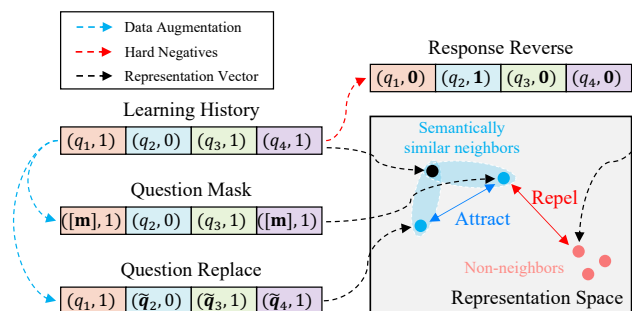 Data Augmentation
Hard Negatives
Representation Vector
Response Reverse
(q₁, 𝟎) (q₂, 𝟏) (q₃, 𝟎) (q₄, 𝟎)
Learning History
(q₁, 1) (q₂, 0) (q₃, 1) (q₄, 1)
Question Mask
([𝐦], 1) (q₂, 0) (q₃, 1) ([𝐦], 1)
Question Replace
(q₁, 1) (q̃₂, 0) (q̃₃, 1) (q̃₄, 1)
Semantically
similar neighbors
Repel
Attract
Non-neighbors
Representation Space